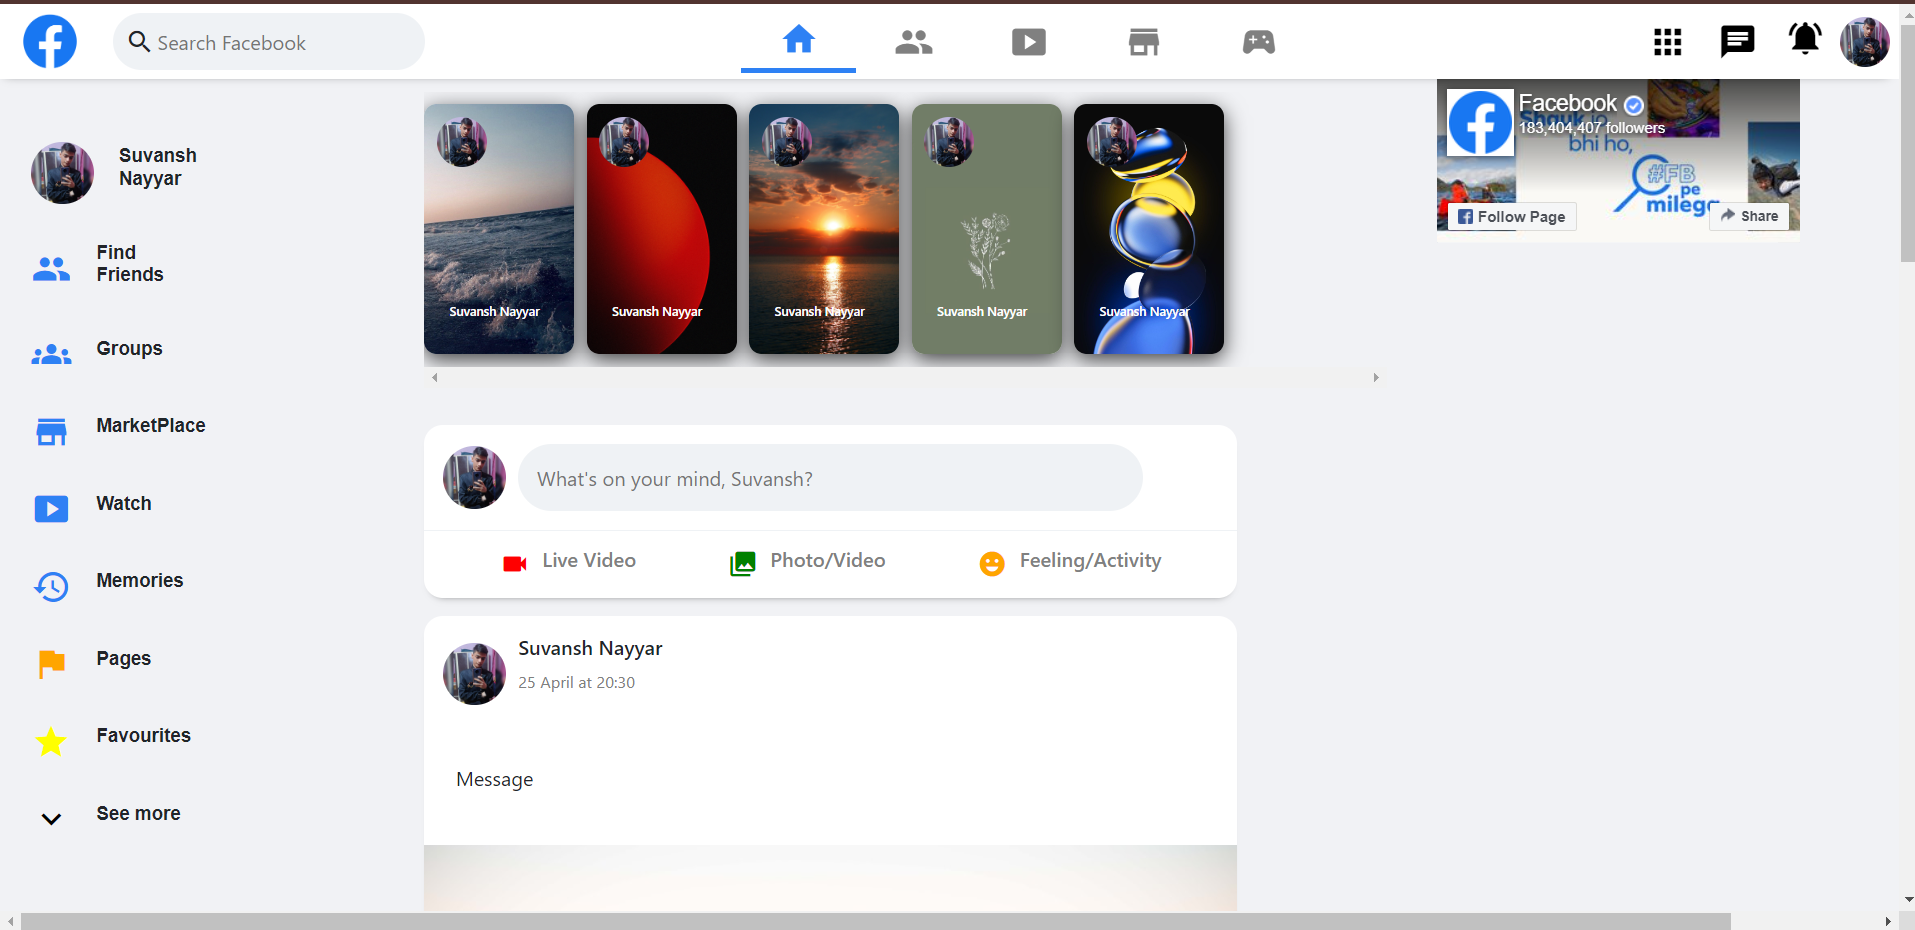 Search Facebook
Suvansh
Nayyar
Find
Friends
Groups
MarketPlace
Watch
Memories
Pages
Favourites
See more
Suvansh Nayyar
Suvansh Nayyar
Suvansh Nayyar
Suvansh Nayyar
Suvansh Nayyar
What's on your mind, Suvansh?
Live Video
Photo/Video
Feeling/Activity
Suvansh Nayyar
25 April at 20:30
Message
Facebook
183,404,407 followers
Shauk jo
bhi ho,
#FB
pe
milega
Follow Page
Share